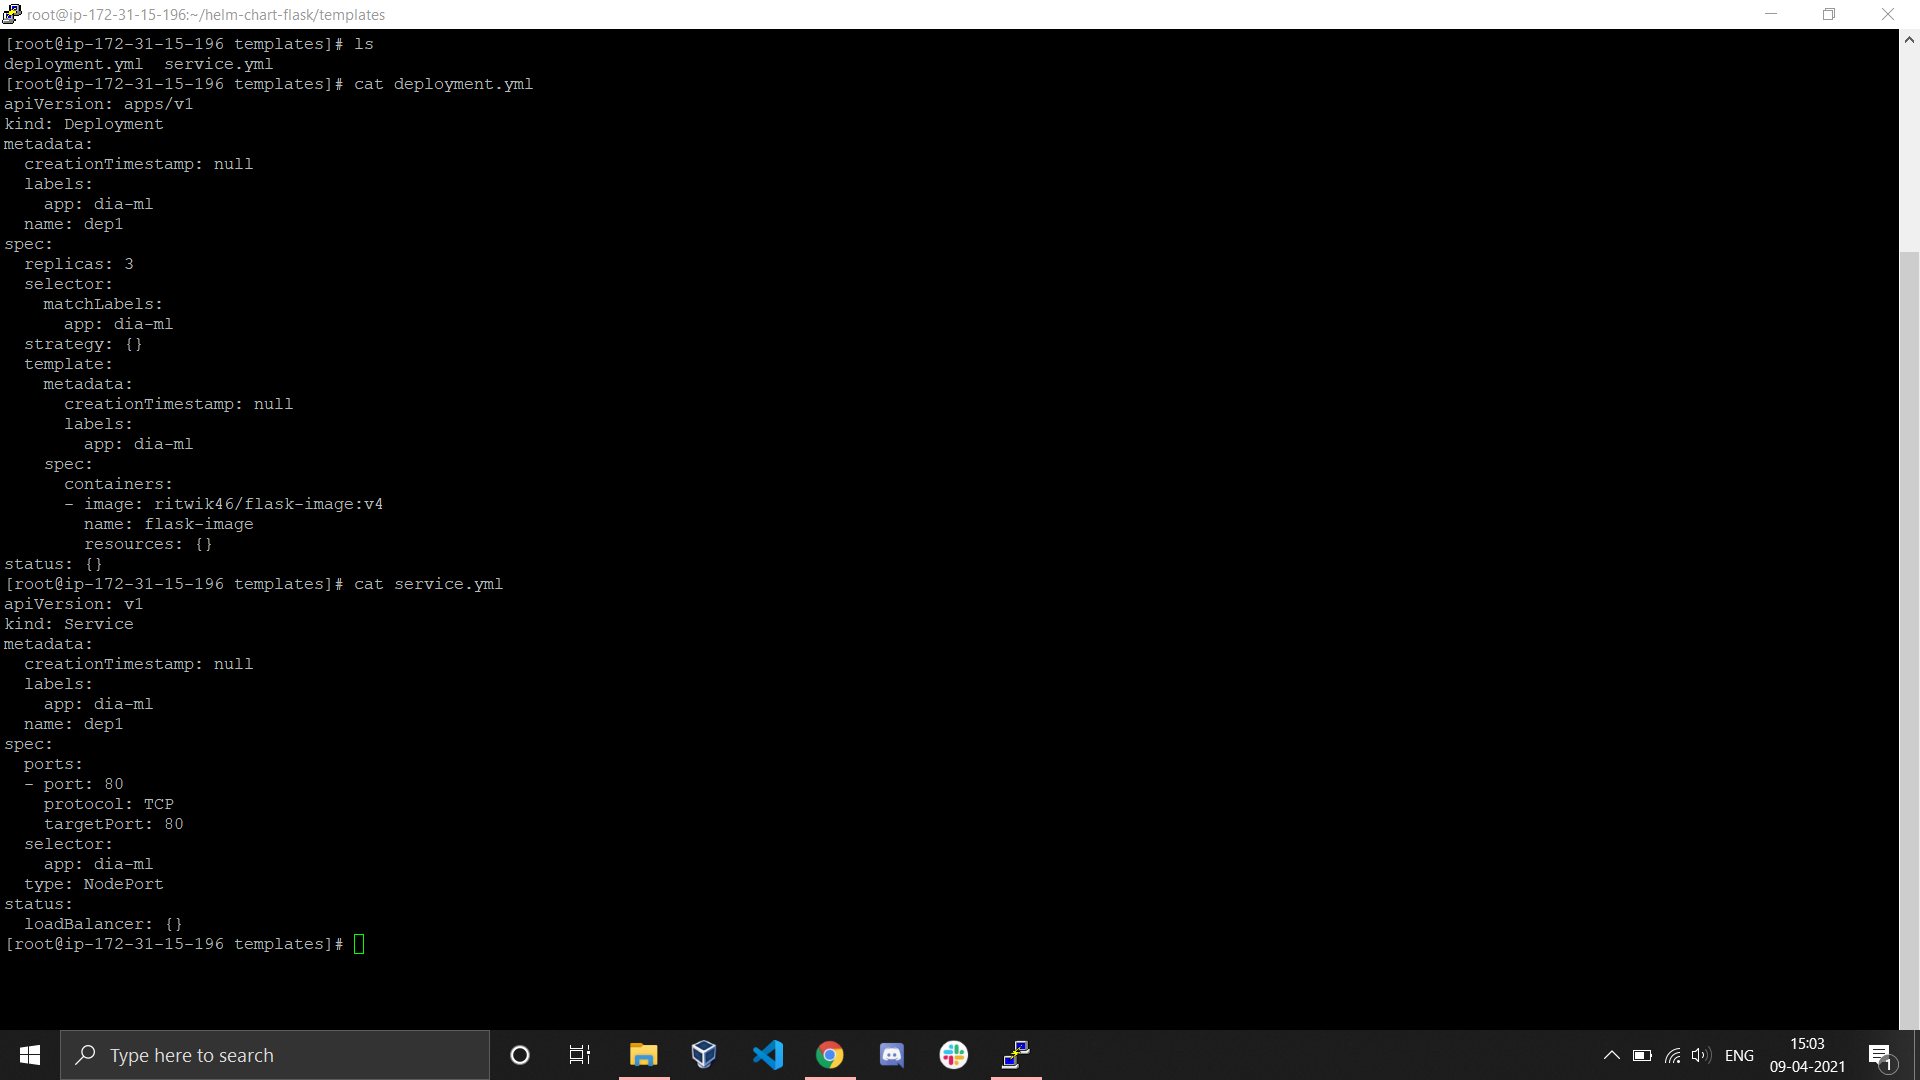 root@ip-172-31-15-196:~/helm-chart-flask/templates
[root@ip-172-31-15-196 templates]# ls
deployment.yml  service.yml
[root@ip-172-31-15-196 templates]# cat deployment.yml
apiVersion: apps/v1
kind: Deployment
metadata:
  creationTimestamp: null
  labels:
    app: dia-ml
  name: dep1
spec:
  replicas: 3
  selector:
    matchLabels:
      app: dia-ml
  strategy: {}
  template:
    metadata:
      creationTimestamp: null
      labels:
        app: dia-ml
    spec:
      containers:
      - image: ritwik46/flask-image:v4
        name: flask-image
        resources: {}
status: {}
[root@ip-172-31-15-196 templates]# cat service.yml
apiVersion: v1
kind: Service
metadata:
  creationTimestamp: null
  labels:
    app: dia-ml
  name: dep1
spec:
  ports:
  - port: 80
    protocol: TCP
    targetPort: 80
  selector:
    app: dia-ml
  type: NodePort
status:
  loadBalancer: {}
[root@ip-172-31-15-196 templates]#
Type here to search
ENG
15:03
09-04-2021
1